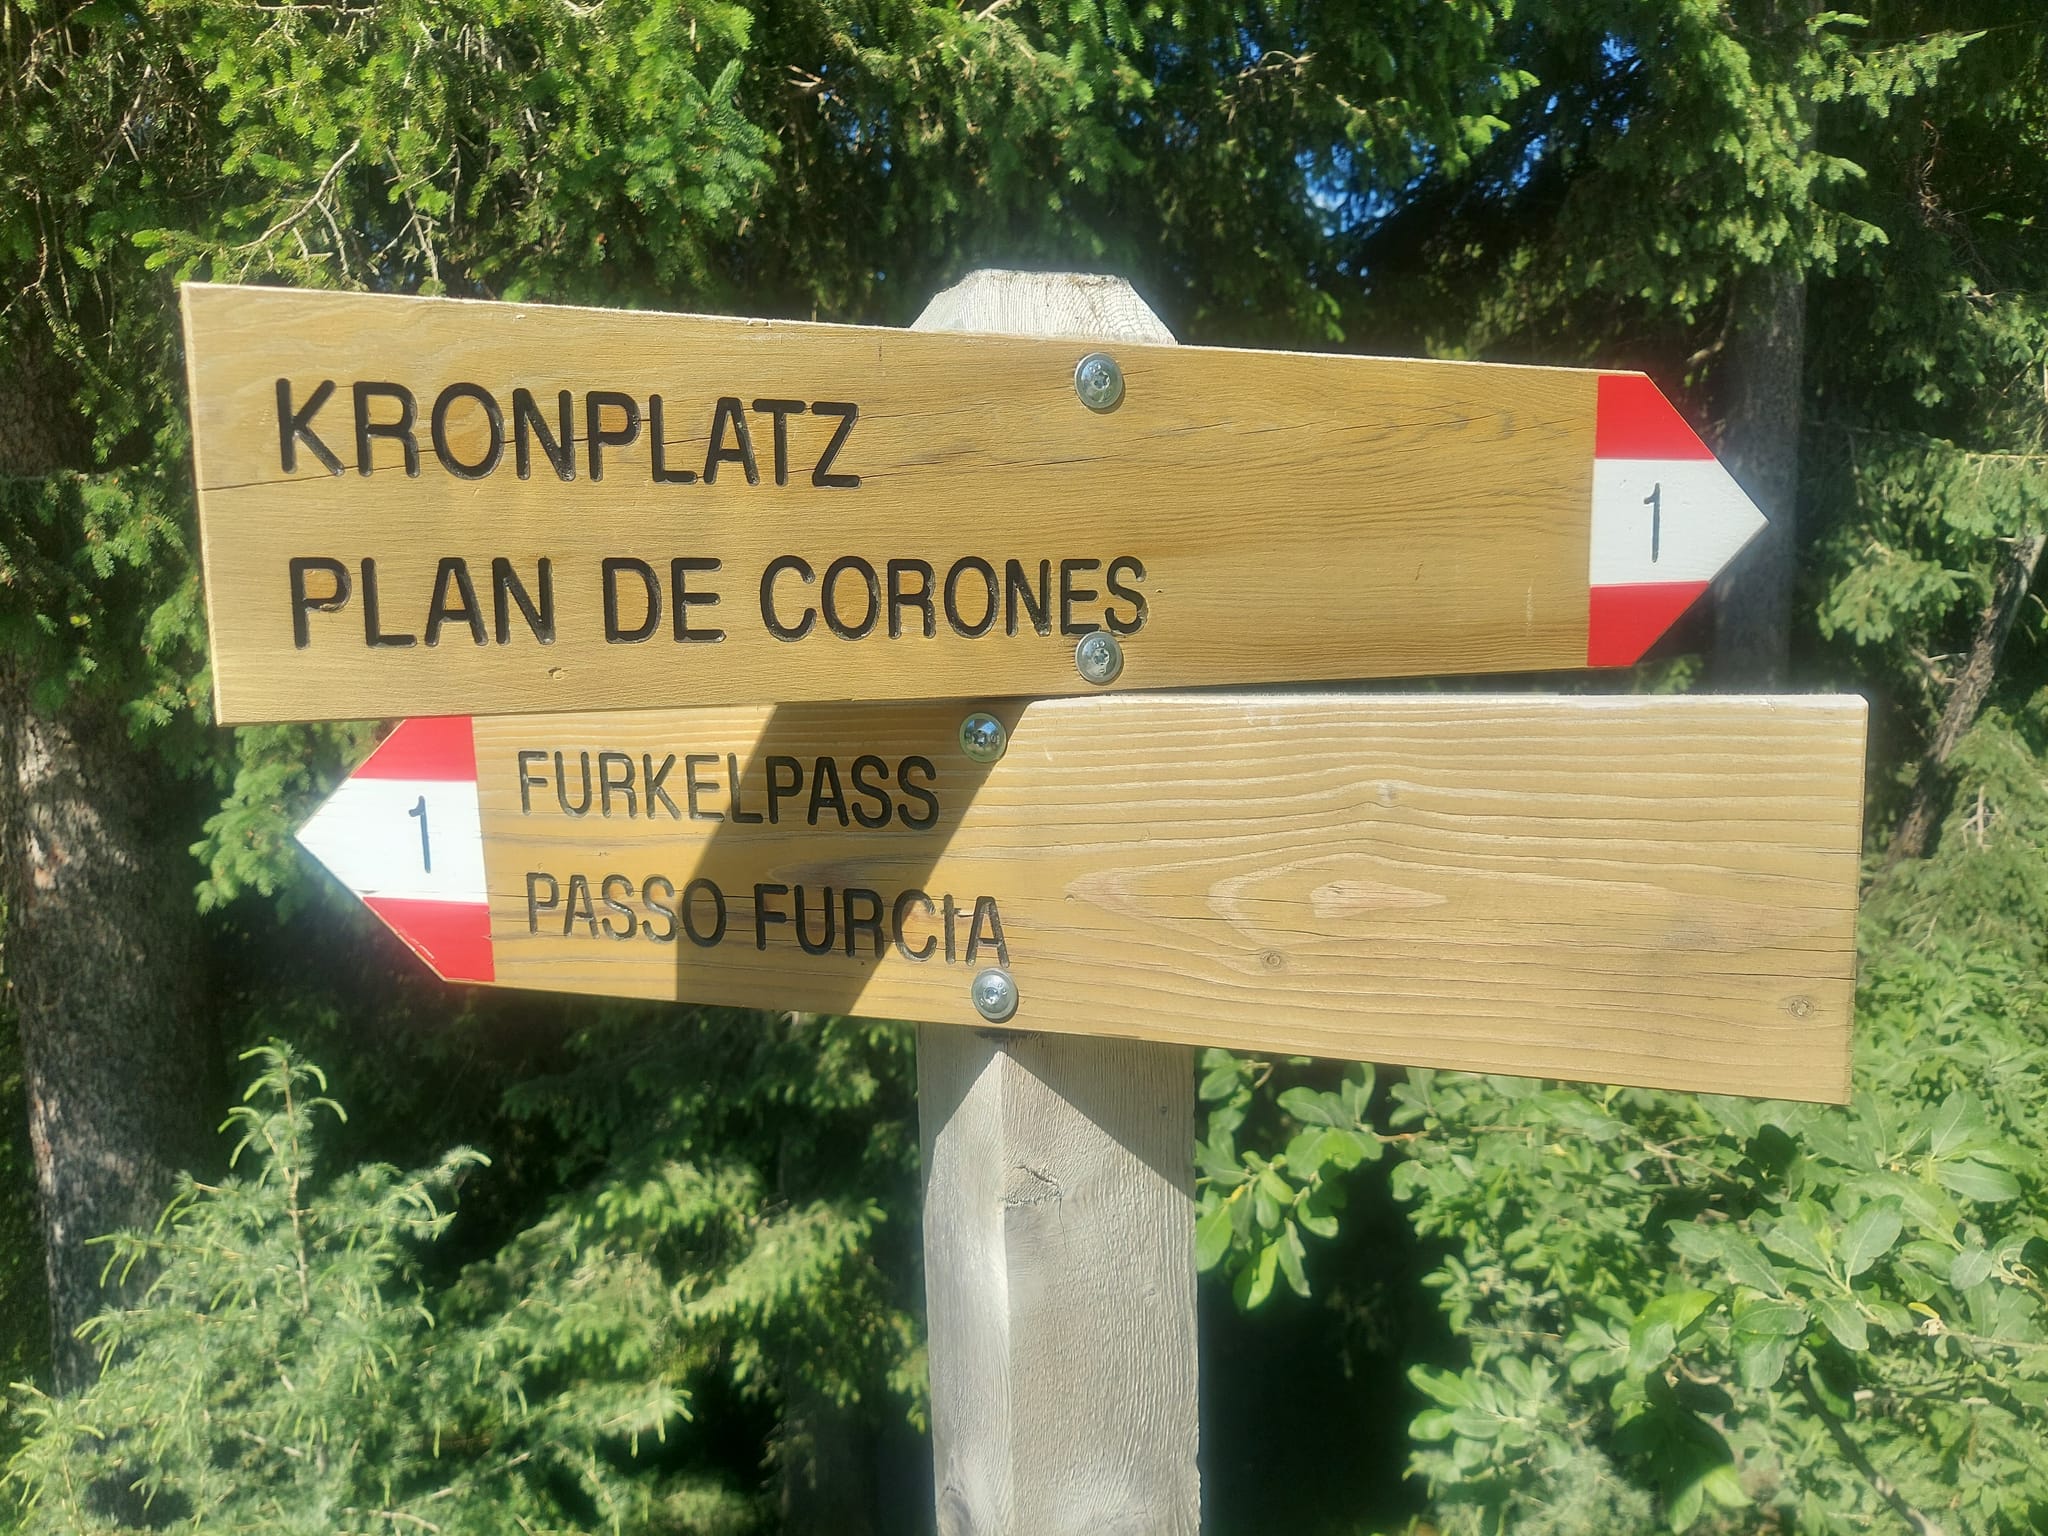 KRONPLATZ
PLAN DE CORONES
1
1
FURKELPASS
PASSO FURCIA